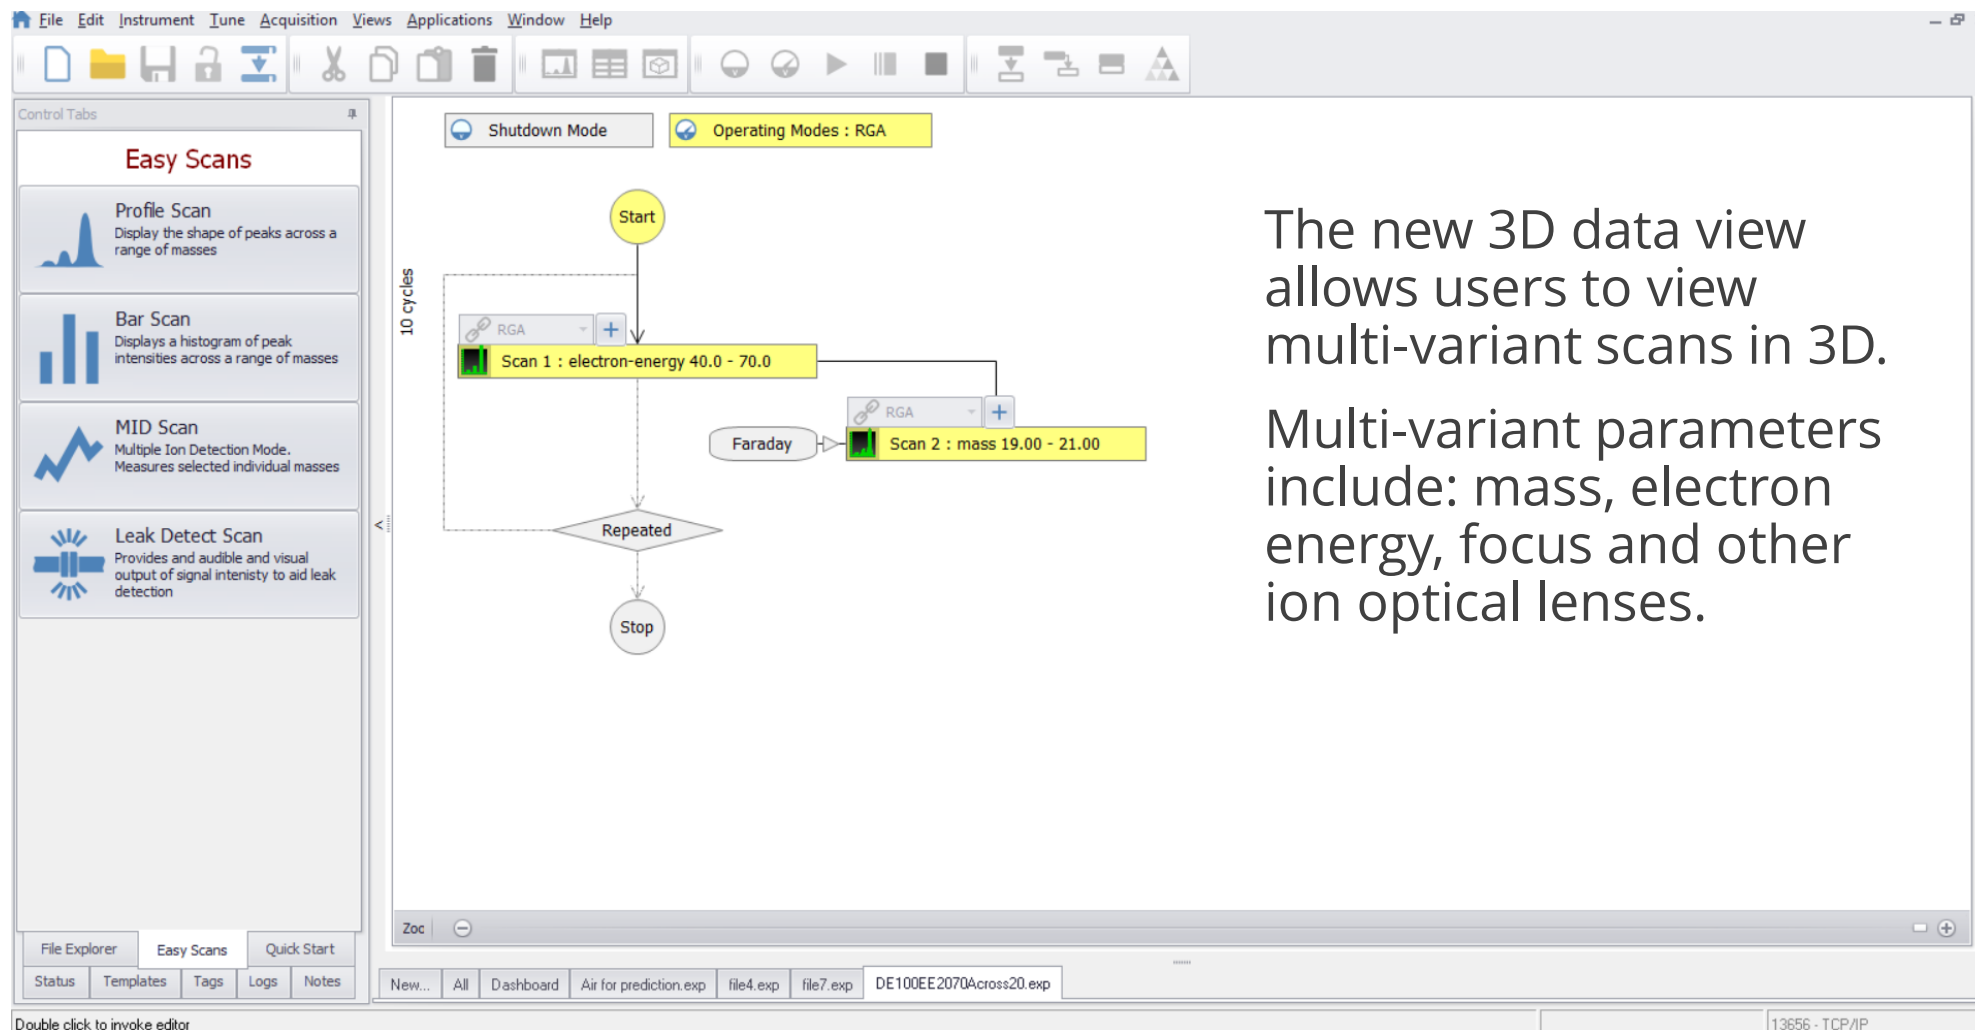 File Edit Instrument Tune Acquisition Views Applications Window Help
Control Tabs
Easy Scans
Profile Scan
Display the shape of peaks across a
range of masses
Bar Scan
Displays a histogram of peak
intensities across a range of masses
MID Scan
Multiple Ion Detection Mode.
Measures selected individual masses
Leak Detect Scan
Provides and audible and visual
output of signal intenisty to aid leak
detection
File Explorer Easy Scans Quick Start
Status Templates Tags Logs Notes
Shutdown Mode Operating Modes : RGA
Start
10 cycles
RGA
Scan 1 : electron-energy 40.0 - 70.0
RGA
Faraday Scan 2 : mass 19.00 - 21.00
Repeated
Stop
The new 3D data view
allows users to view
multi-variant scans in 3D.
Multi-variant parameters
include: mass, electron
energy, focus and other
ion optical lenses.
Zoc
New... All Dashboard Air for prediction.exp file4.exp file7.exp DE100EE2070Across20.exp
Double click to invoke editor
13656 - TCP/IP